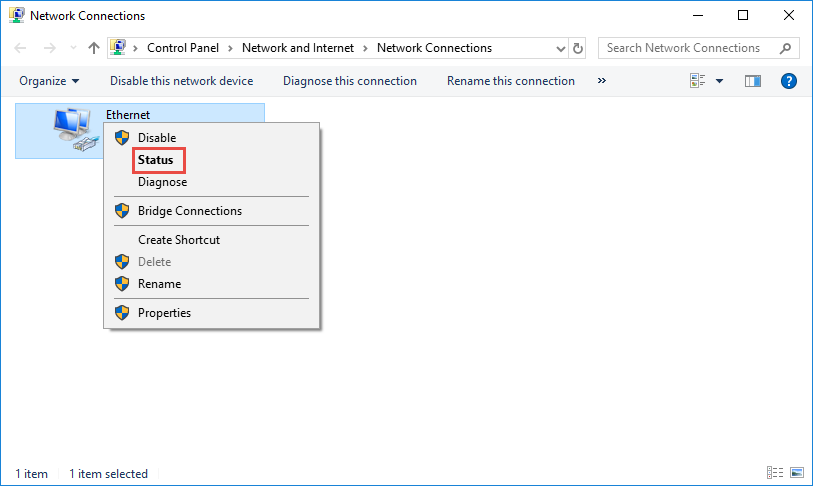 Network Connections
Control Panel > Network and Internet > Network Connections
Search Network Connections
Organize Disable this network device Diagnose this connection Rename this connection »
Ethernet
Disable
Status
Diagnose
Bridge Connections
Create Shortcut
Delete
Rename
Properties
1 item 1 item selected